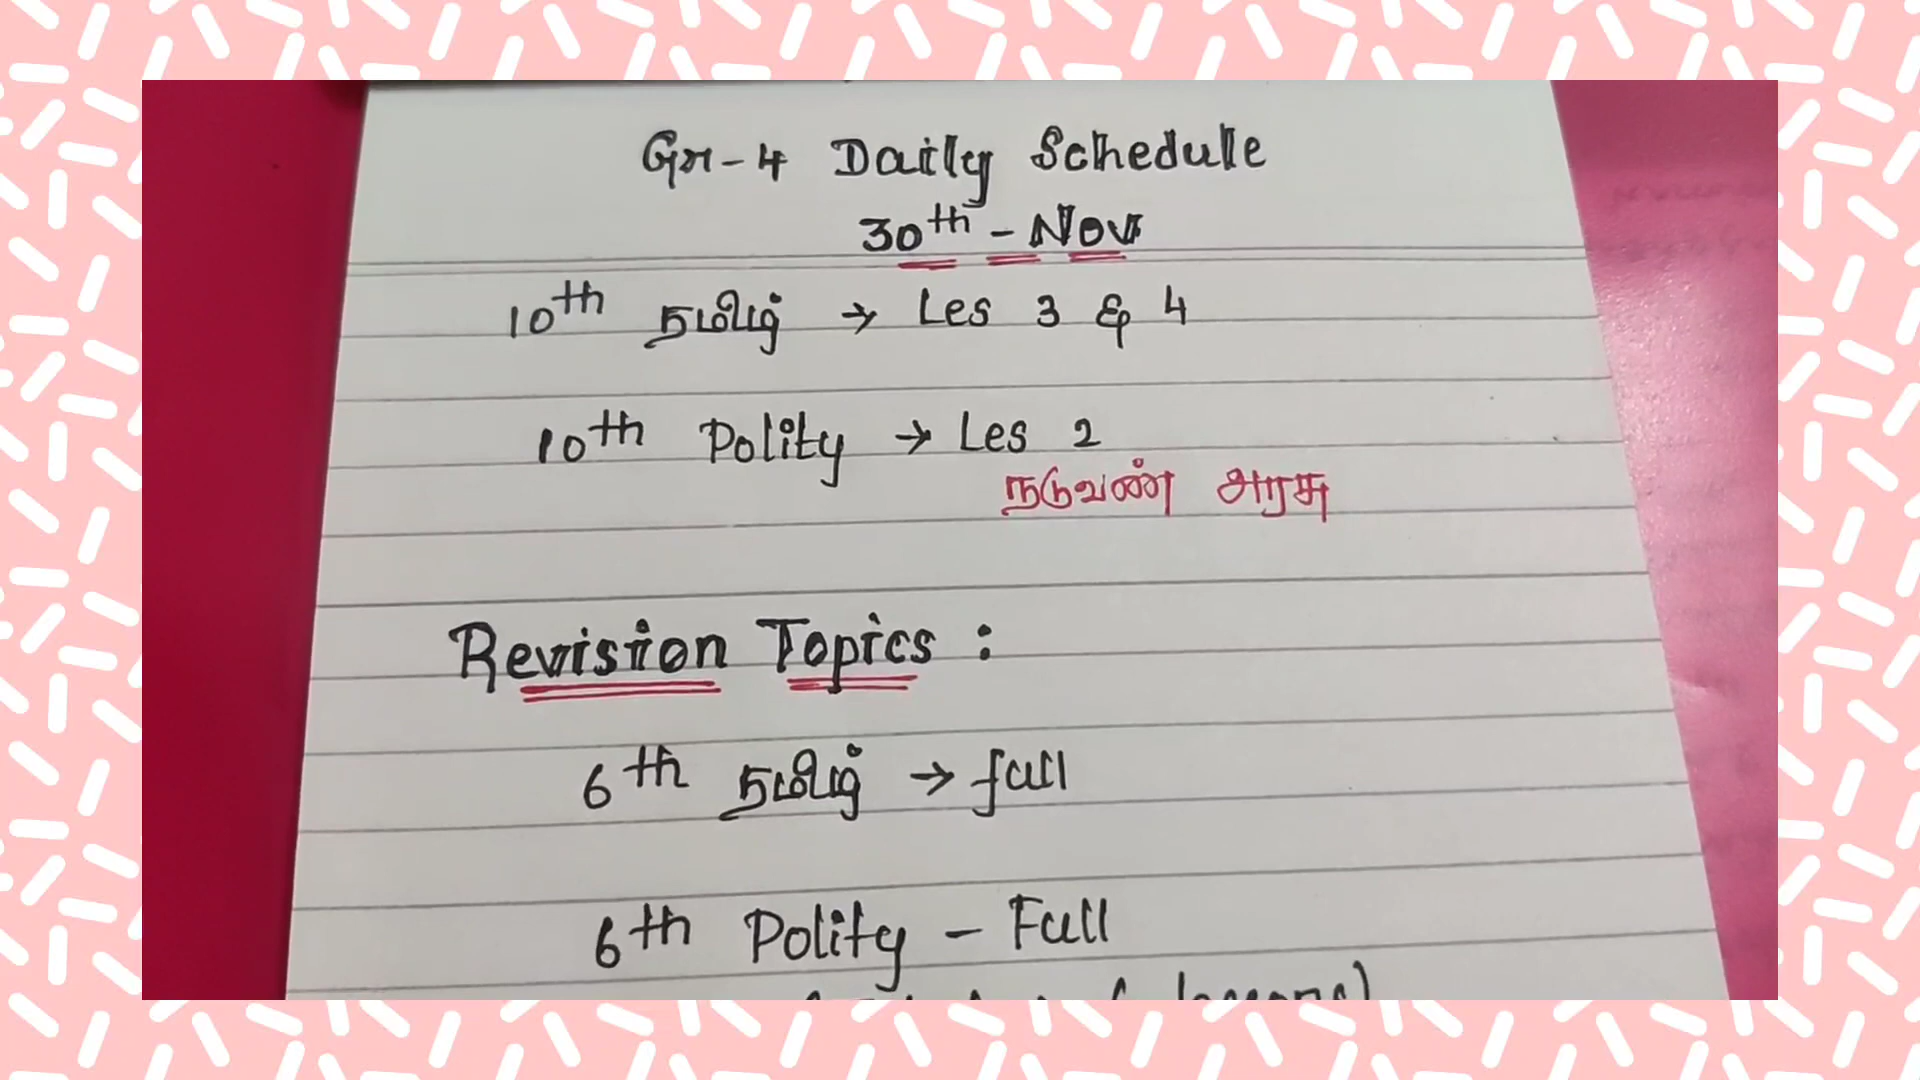 Gr-4 Daily Schedule
30th - Nov
10th தமிழ் → Les 3 & 4
10th Polity → Les 2
நடுவண் அரசு
Revision Topics :
6th தமிழ் → full
6th Polity - Full
lessons)